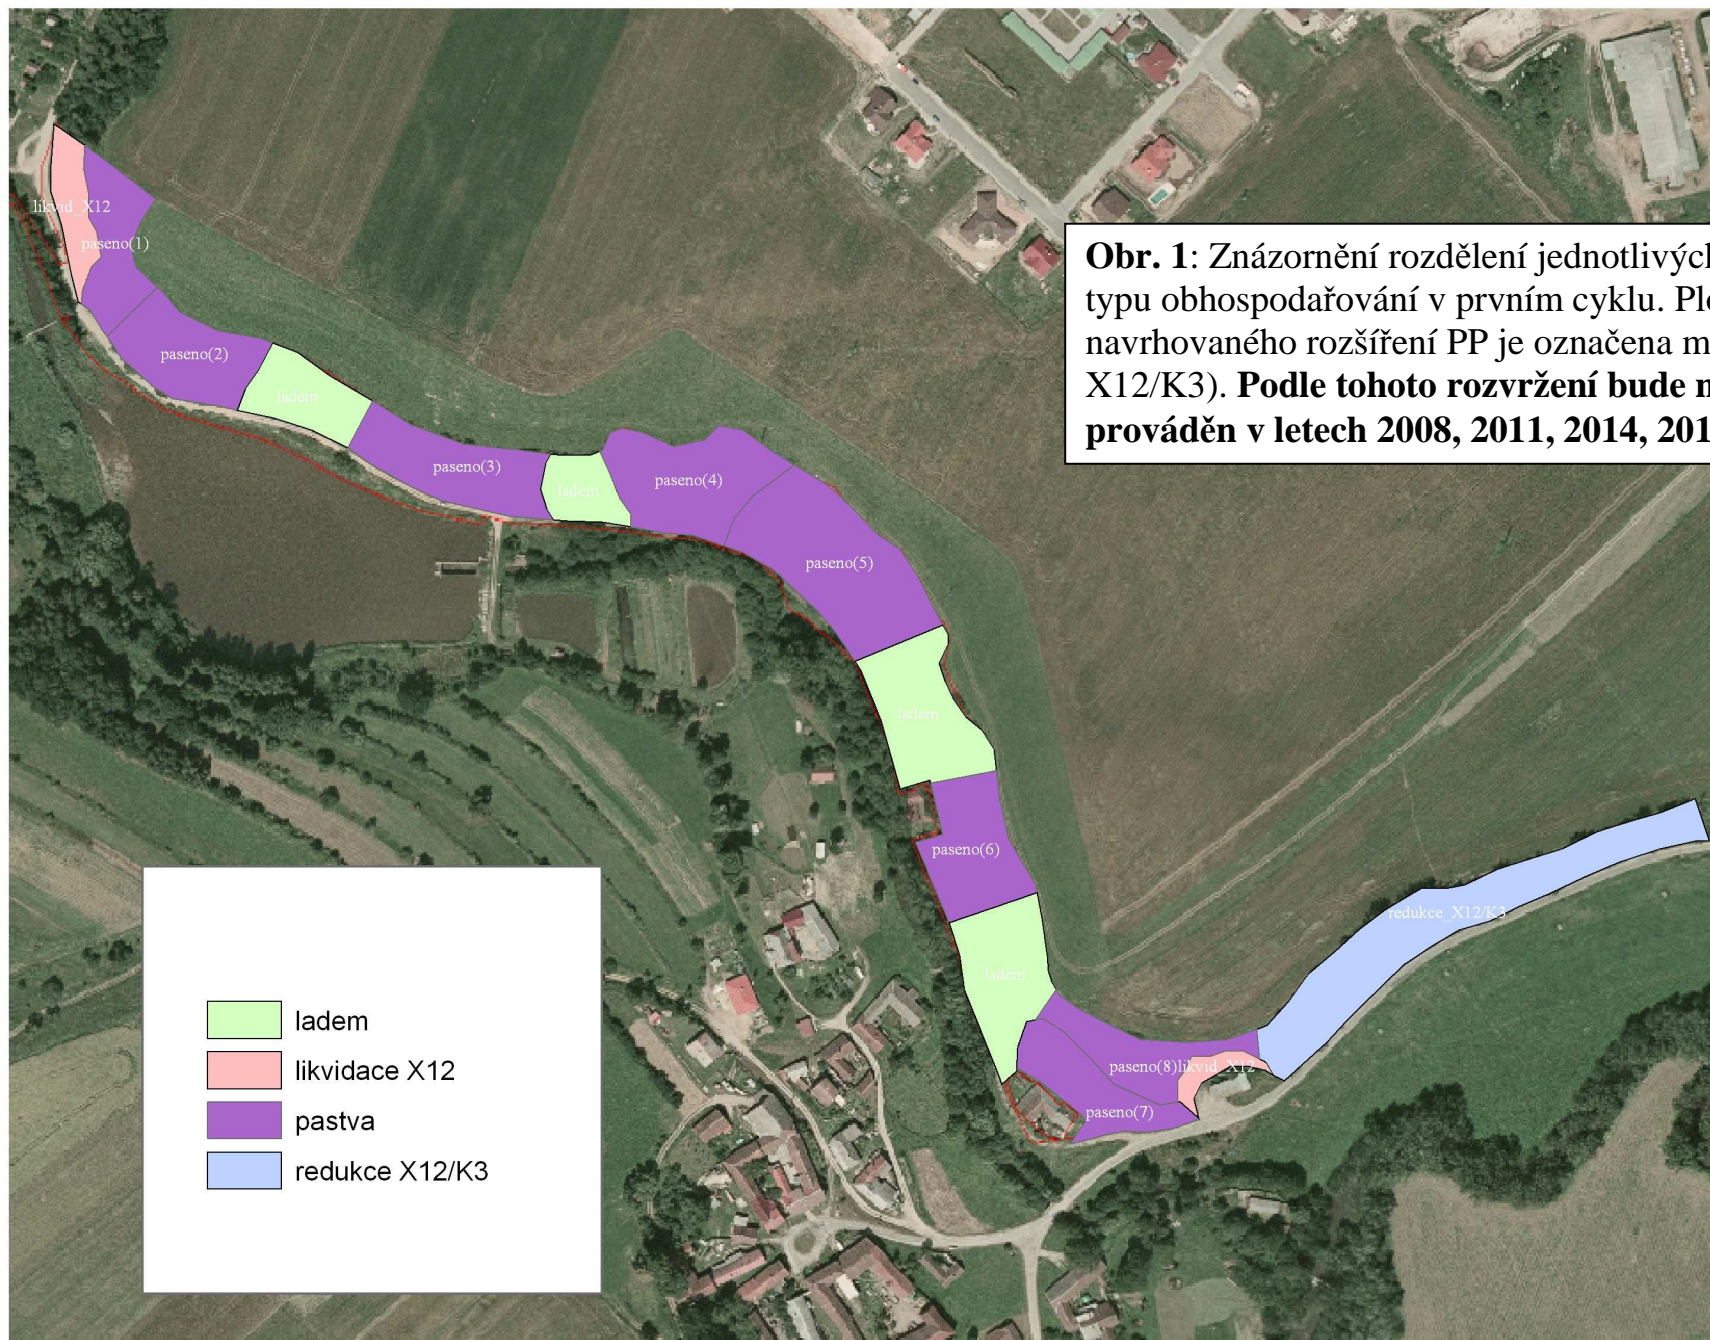 likvid_X12
paseno(1)
Obr. 1: Znázornění rozdělení jednotlivých
typu obhospodařování v prvním cyklu.
navrhovaného rozšíření PP je označena
X12/K3). Podle tohoto rozvržení bude
prováděn v letech 2008, 2011, 2014,
paseno(2)
ladem
paseno(3)
ladem
paseno(4)
paseno(5)
ladem
paseno(6)
redukce_X12/K3
ladem
paseno(8)likvid_X12
paseno(7)
ladem
likvidace X12
pastva
redukce X12/K3